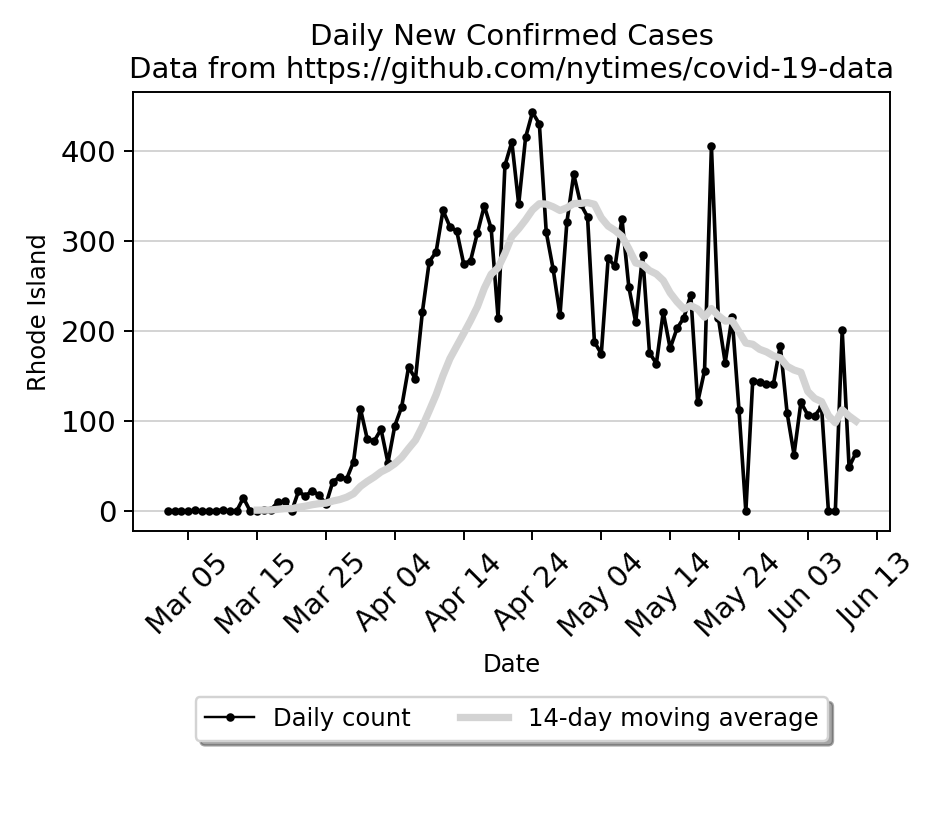 Daily New Confirmed Cases
Data from https://github.com/nytimes/covid-19-data
Rhode Island
400
300
200
100
0
Mar 05
Mar 15
Mar 25
Apr 04
Apr 14
Apr 24
May 04
May 14
May 24
Jun 03
Jun 13
Date
Daily count
14-day moving average